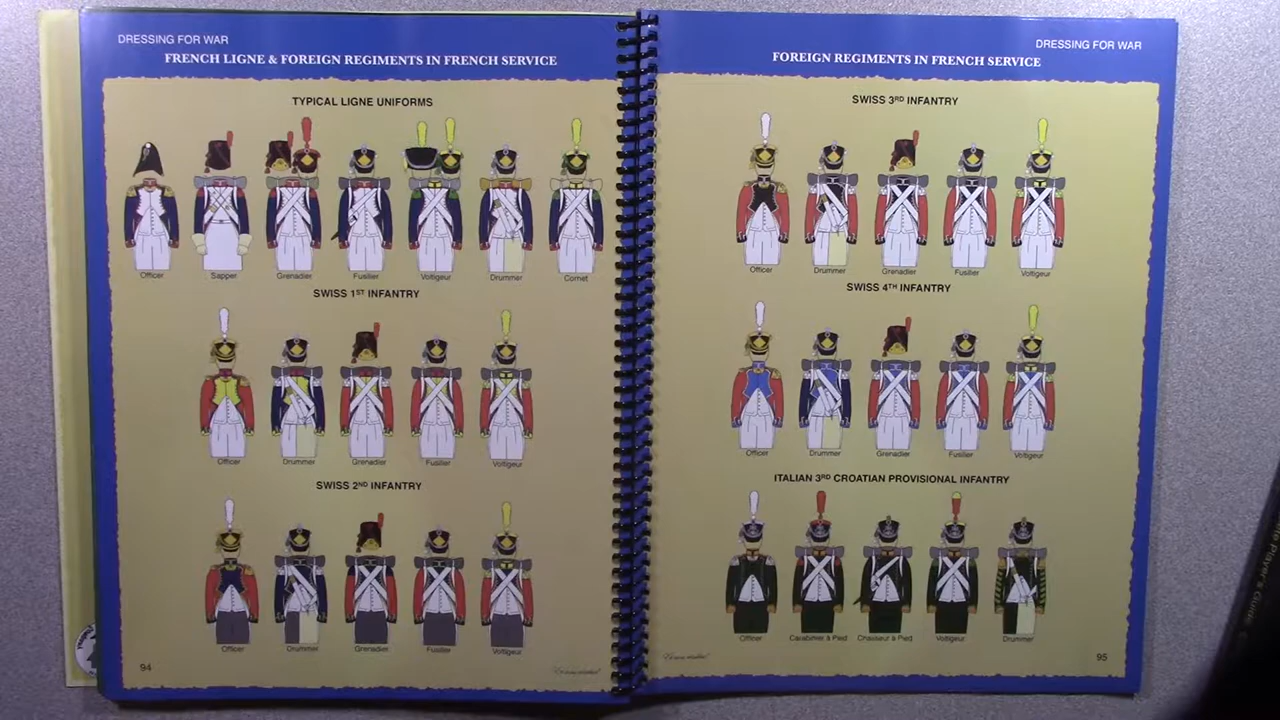 DRESSING FOR WAR
FRENCH LIGNE & FOREIGN REGIMENTS IN FRENCH SERVICE
TYPICAL LIGNE UNIFORMS
Officer Sapper Grenadier Fusilier Voltigeur Drummer Cornet
SWISS 1ST INFANTRY
Officer Drummer Grenadier Fusilier Voltigeur
SWISS 2ND INFANTRY
Officer Drummer Grenadier Fusilier Voltigeur
94
DRESSING FOR WAR
FOREIGN REGIMENTS IN FRENCH SERVICE
SWISS 3RD INFANTRY
Officer Drummer Grenadier Fusilier Voltigeur
SWISS 4TH INFANTRY
Officer Drummer Grenadier Fusilier Voltigeur
ITALIAN 3RD CROATIAN PROVISIONAL INFANTRY
Officer Carabinier à Pied Chasseur à Pied Voltigeur Drummer
95
Player's Guide